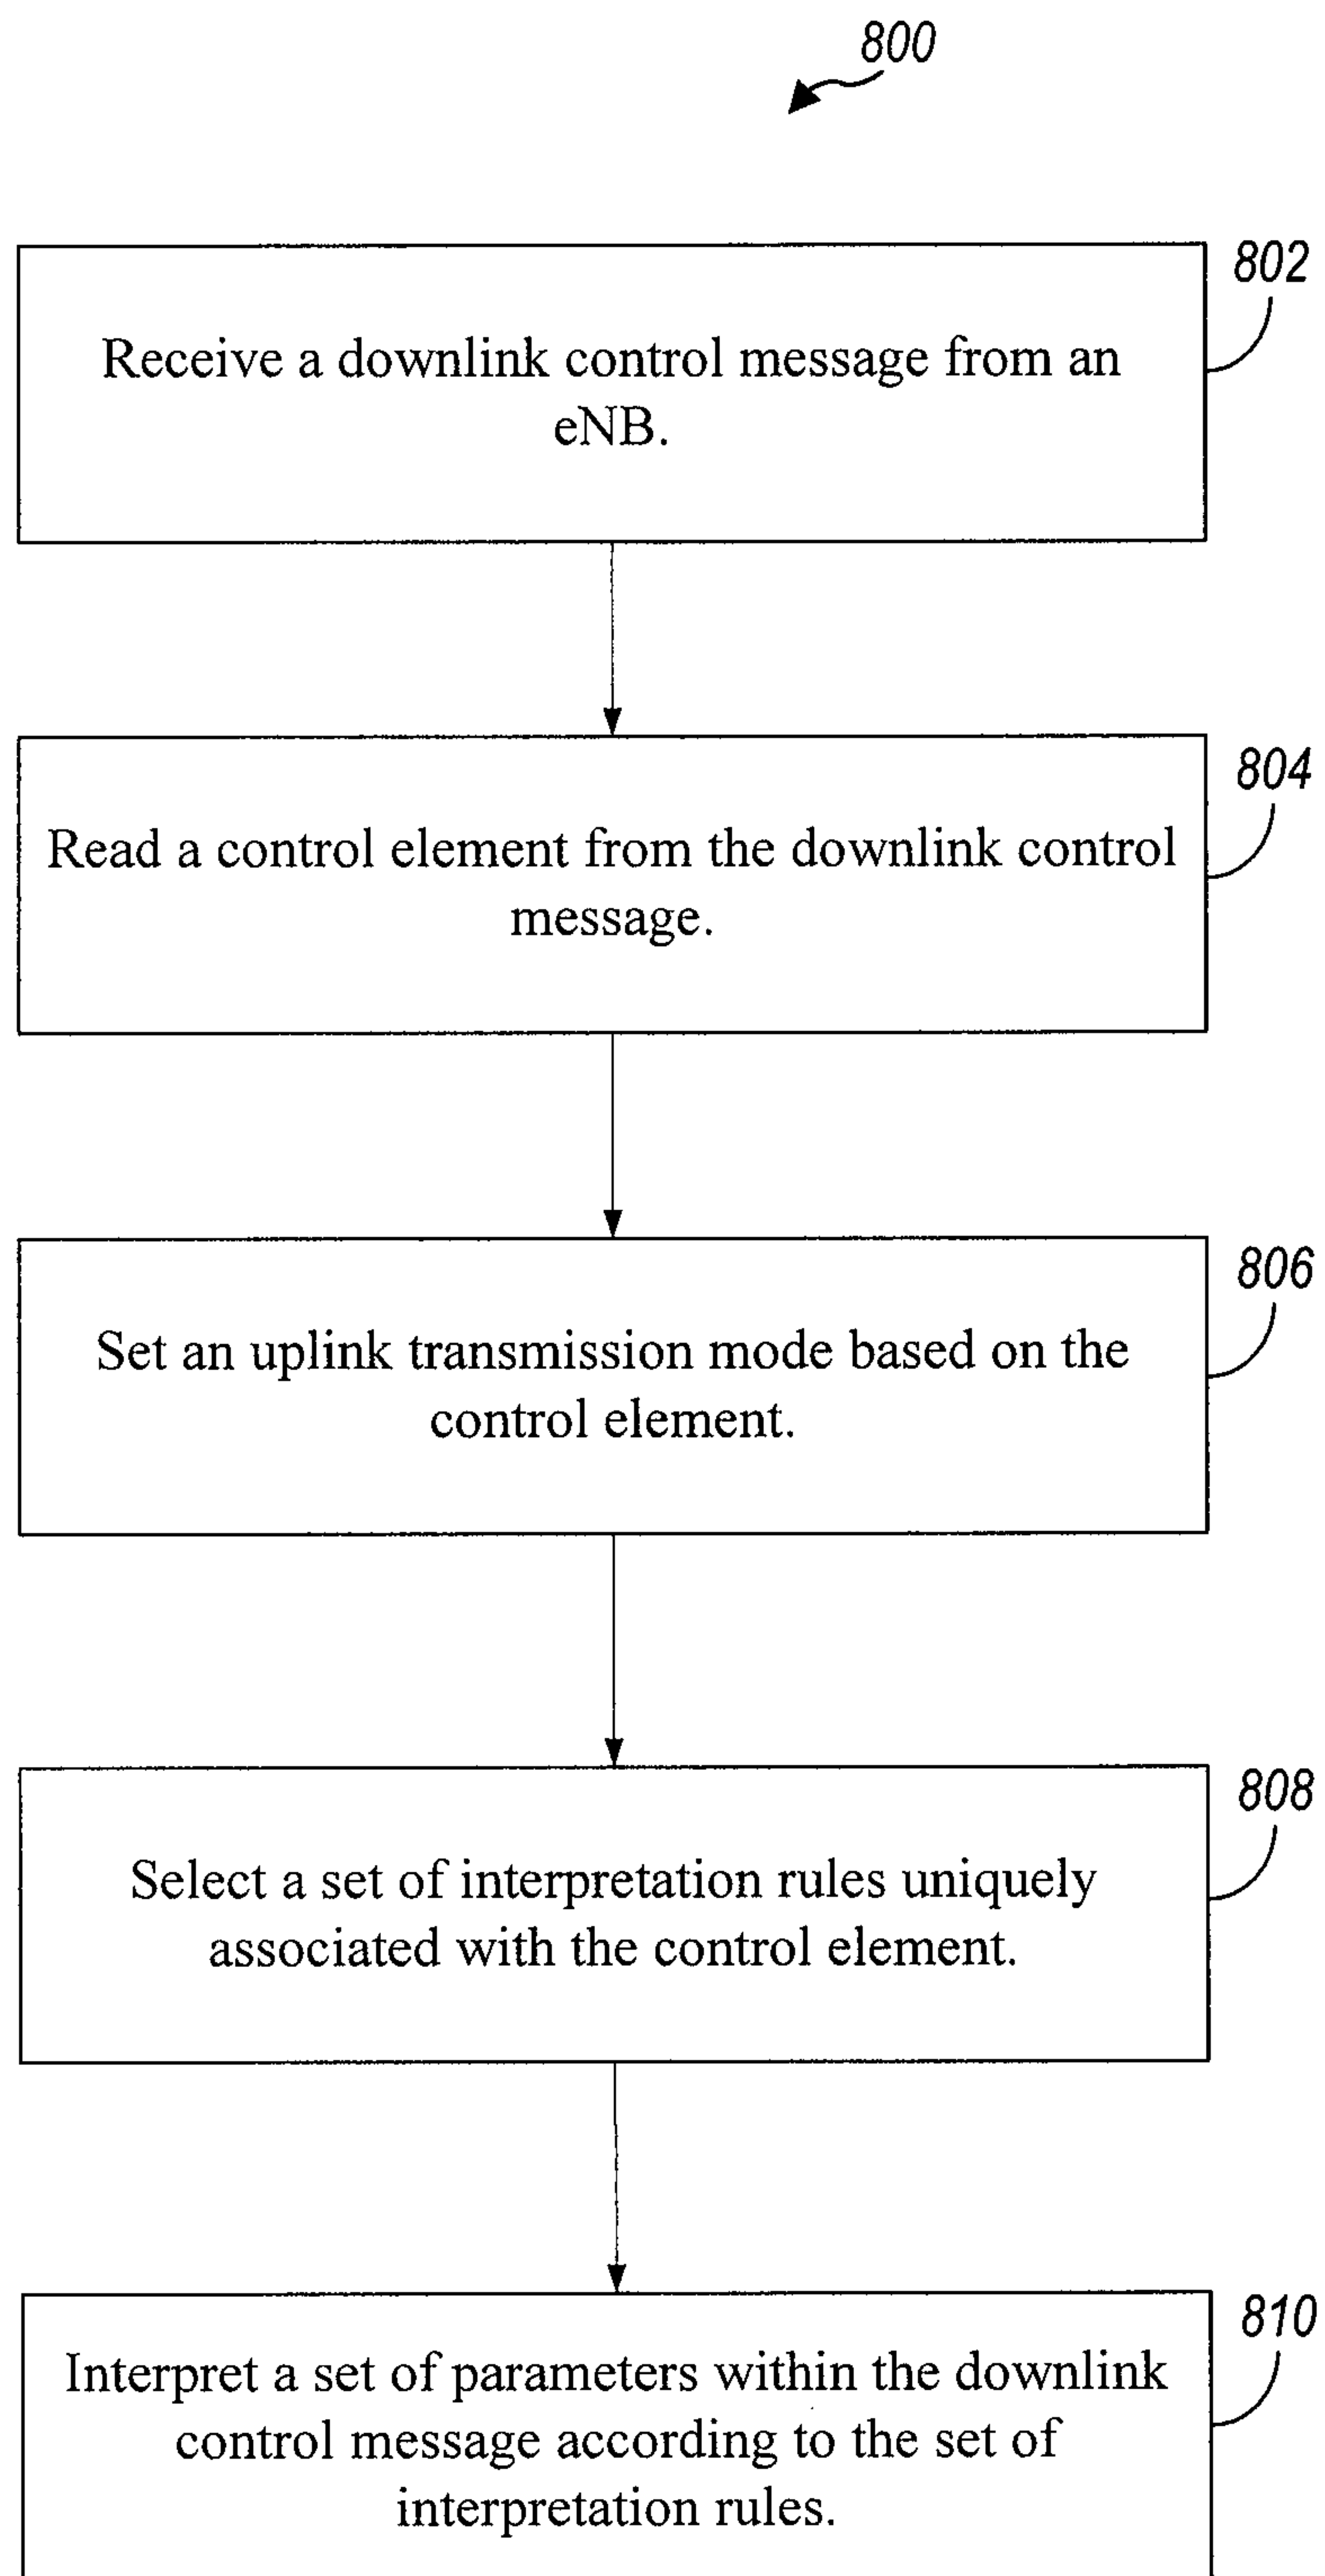 800
802
Receive a downlink control message from an
eNB.
804
Read a control element from the downlink control
message.
806
Set an uplink transmission mode based on the
control element.
808
Select a set of interpretation rules uniquely
associated with the control element.
810
Interpret a set of parameters within the downlink
control message according to the set of
interpretation rules.